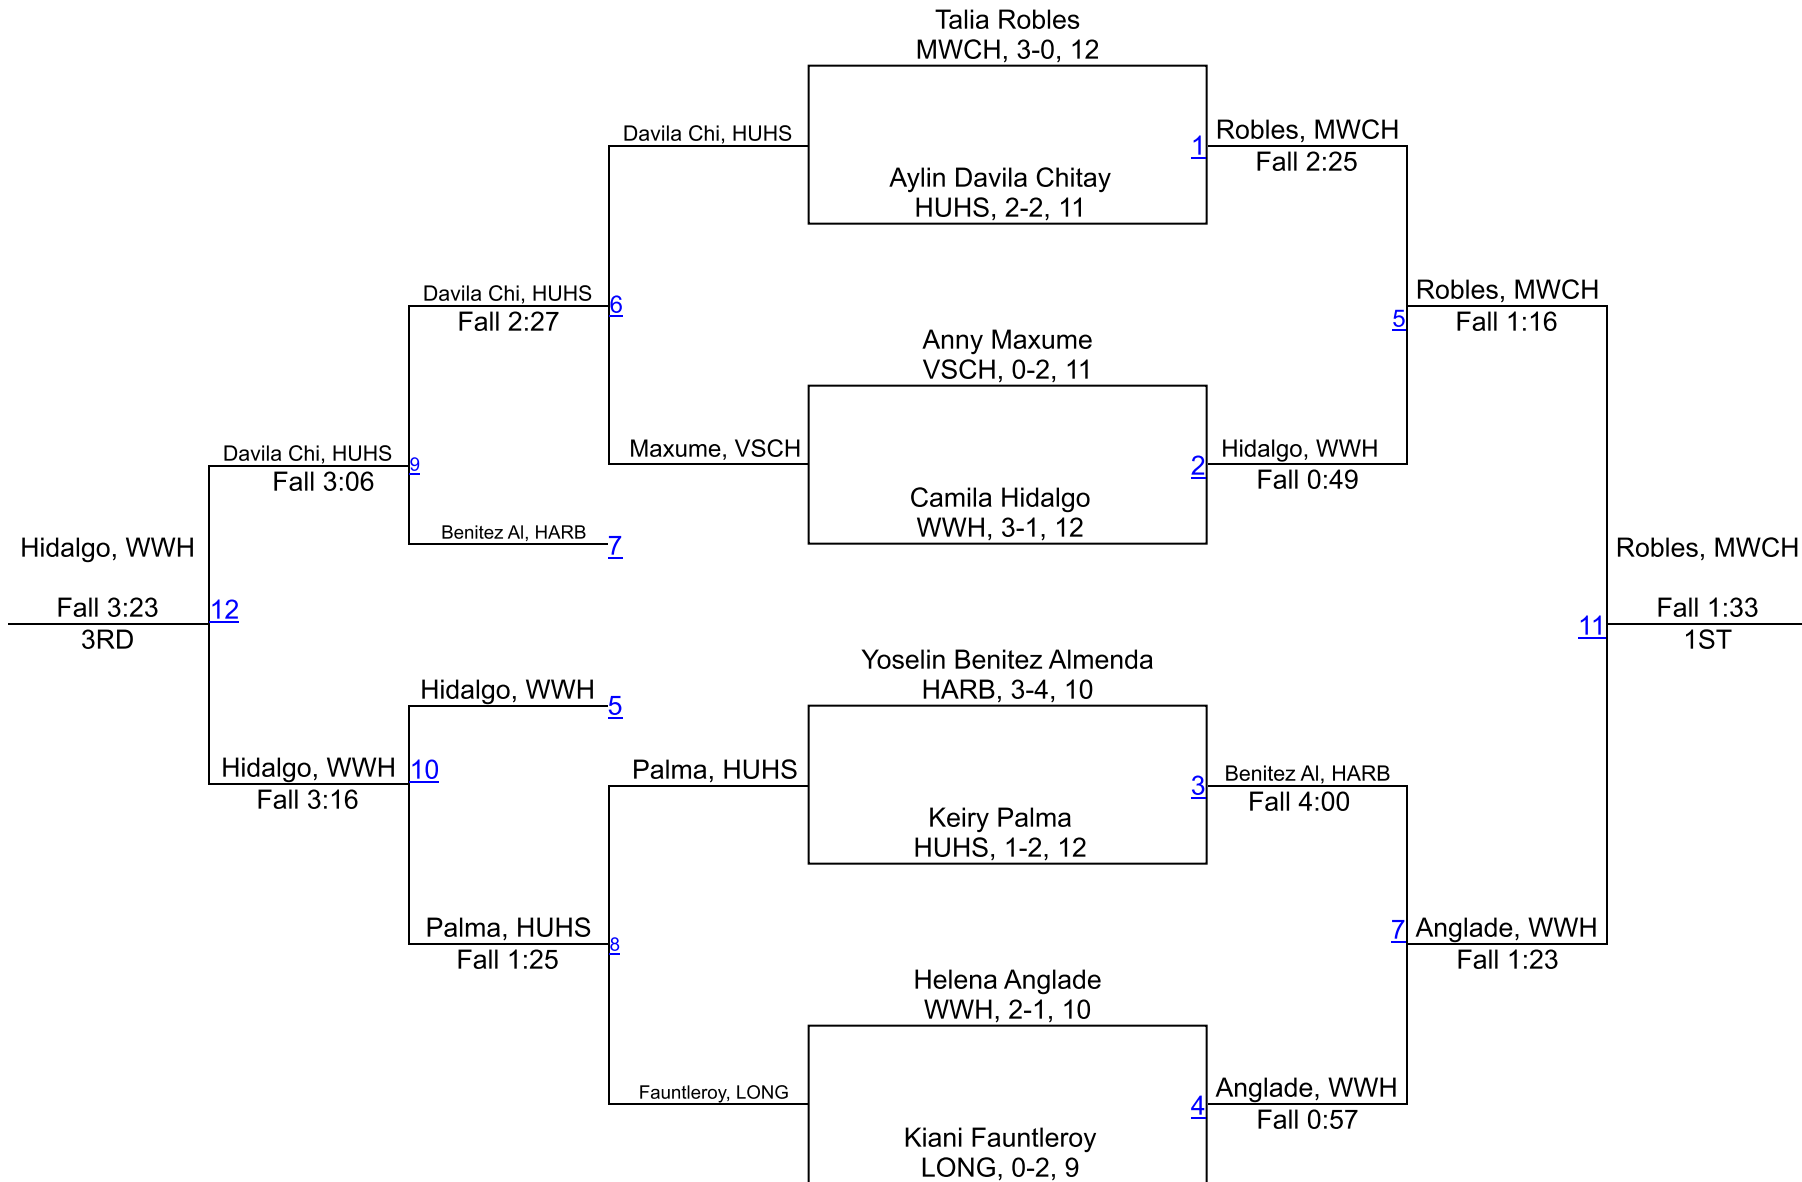 Talia Robles
MWCH, 3-0, 12
Davila Chi, HUHS
1
Robles, MWCH
Fall 2:25
Aylin Davila Chitay
HUHS, 2-2, 11
Davila Chi, HUHS
Fall 2:27
6
Robles, MWCH
Fall 1:16
5
Anny Maxume
VSCH, 0-2, 11
Davila Chi, HUHS
Fall 3:06
9
Maxume, VSCH
2
Hidalgo, WWH
Fall 0:49
Camila Hidalgo
WWH, 3-1, 12
Benitez Al, HARB
7
Hidalgo, WWH
Fall 3:23
3RD
12
Robles, MWCH
Fall 1:33
1ST
11
Yoselin Benitez Almenda
HARB, 3-4, 10
Hidalgo, WWH
5
Hidalgo, WWH
Fall 3:16
10
Palma, HUHS
3
Benitez Al, HARB
Fall 4:00
Keiry Palma
HUHS, 1-2, 12
Palma, HUHS
Fall 1:25
8
7
Anglade, WWH
Fall 1:23
Helena Anglade
WWH, 2-1, 10
Fauntleroy, LONG
4
Anglade, WWH
Fall 0:57
Kiani Fauntleroy
LONG, 0-2, 9